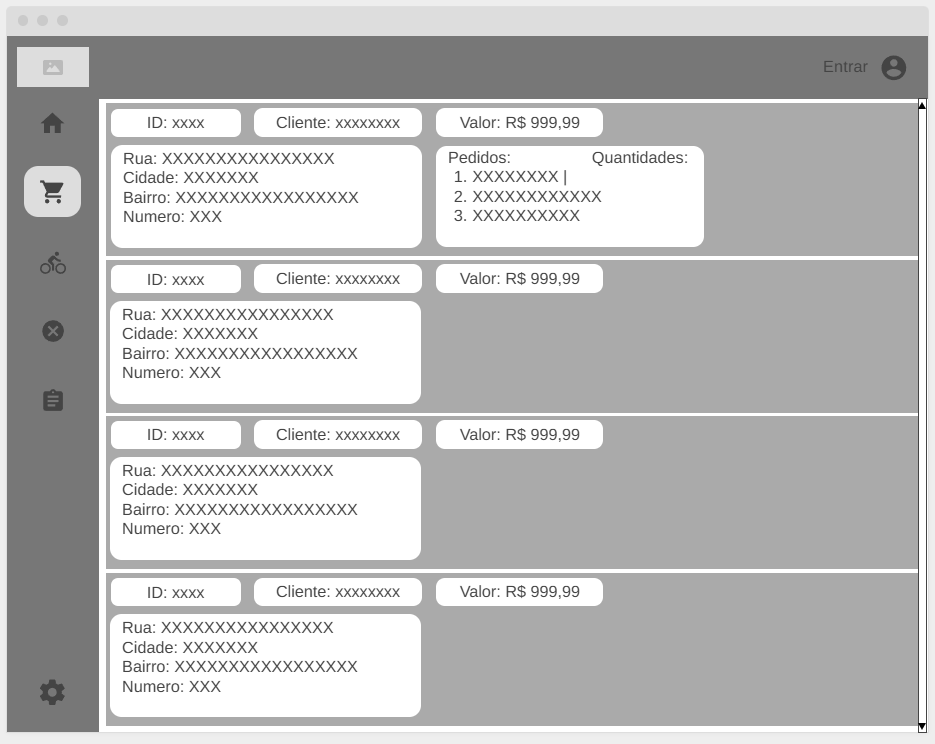 Entrar
ID: xxxx
Cliente: xxxxxxxx
Valor: R$ 999,99
Rua: XXXXXXXXXXXXXXXX
Cidade: XXXXXXX
Bairro: XXXXXXXXXXXXXXXXX
Numero: XXX
Pedidos: Quantidades:
1. XXXXXXXX |
2. XXXXXXXXXXXX
3. XXXXXXXXXX
ID: xxxx
Cliente: xxxxxxxx
Valor: R$ 999,99
Rua: XXXXXXXXXXXXXXXX
Cidade: XXXXXXX
Bairro: XXXXXXXXXXXXXXXXX
Numero: XXX
ID: xxxx
Cliente: xxxxxxxx
Valor: R$ 999,99
Rua: XXXXXXXXXXXXXXXX
Cidade: XXXXXXX
Bairro: XXXXXXXXXXXXXXXXX
Numero: XXX
ID: xxxx
Cliente: xxxxxxxx
Valor: R$ 999,99
Rua: XXXXXXXXXXXXXXXX
Cidade: XXXXXXX
Bairro: XXXXXXXXXXXXXXXXX
Numero: XXX